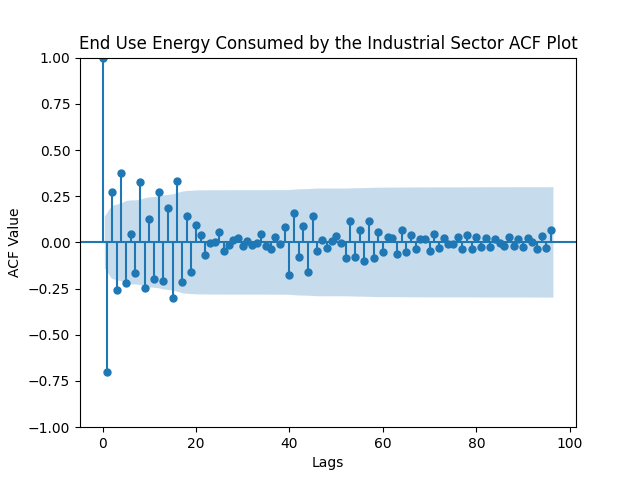 End Use Energy Consumed by the Industrial Sector ACF Plot
1.00
0.75
0.50
0.25
0.00
−0.25
−0.50
−0.75
−1.00
ACF Value
0 20 40 60 80 100
Lags